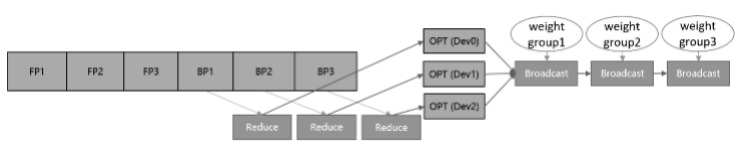 FP1
FP2
FP3
BP1
BP2
BP3
Reduce
Reduce
Reduce
OPT (Dev0)
OPT (Dev1)
OPT (Dev2)
weight
group1
weight
group2
weight
group3
Broadcast
Broadcast
Broadcast